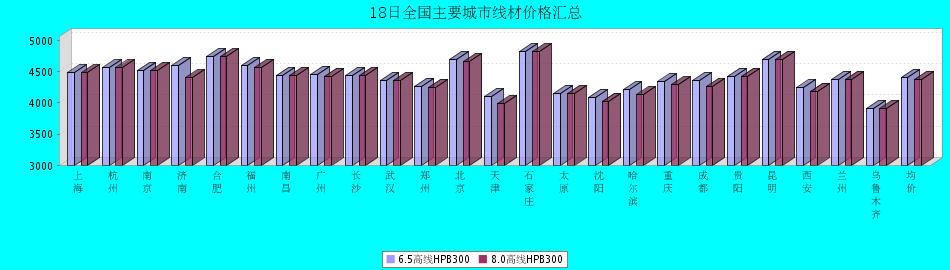 18日全国主要城市线材价格汇总
5000
4500
4000
3500
3000
上海
杭州
南京
济南
合肥
福州
南昌
广州
长沙
武汉
郑州
北京
天津
石家庄
太原
沈阳
哈尔滨
重庆
成都
贵阳
昆明
西安
兰州
乌鲁木齐
均价
6.5高线HPB300 8.0高线HPB300